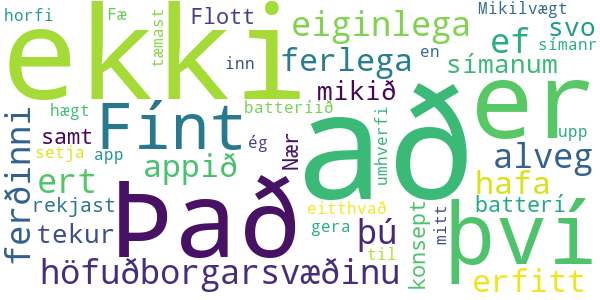 horfi Fæ Flott eiginlega Mikilvægt
ekki tæmast inn ferlega en ef svo
símanum símanr
hægt batteríið mikið er
Fínt að
samt ég Nær umhverfi upp
setja app alveg
ferðinni ert appið hafa
rekjast Það eitthvað konsept batterí
tekur gera þú mitt því
til
höfuðborgarsvæðinu erfitt